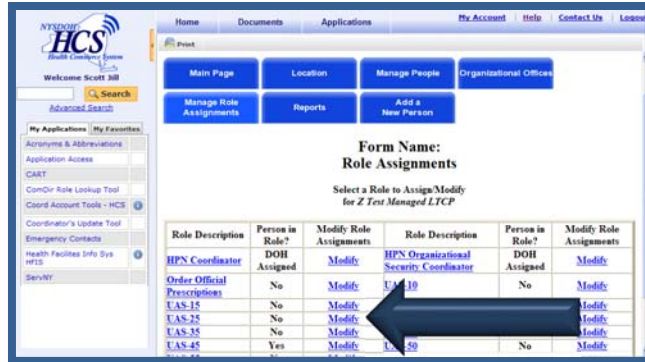 NYSDOH
HCS
Health Commerce System
Welcome Scott Jill
Search
Advanced Search
My Applications My Favorites
Acronyms & Abbreviations
Application Access
CART
ComDir Role Lookup Tool
Coord Account Tools - HCS
Coordinator's Update Tool
Emergency Contacts
Health Facilites Info Sys
HFIS
ServNY
Home Documents Applications My Account Help Contact Us Logout
Print
Main Page Location Manage People Organizational Offices
Manage Role Assignments Reports Add a New Person
Form Name:
Role Assignments
Select a Role to Assign/Modify
for Z Test Managed LTCP
Role Description Person in Role? Modify Role Assignments Role Description Person in Role? Modify Role Assignments
HPN Coordinator DOH Assigned Modify HPN Organizational Security Coordinator DOH Assigned Modify
Order Official Prescriptions No Modify UAS-10 No Modify
UAS-15 No Modify
UAS-25 No Modify
UAS-35 No Modify
UAS-45 Yes Modify -50 No Modify